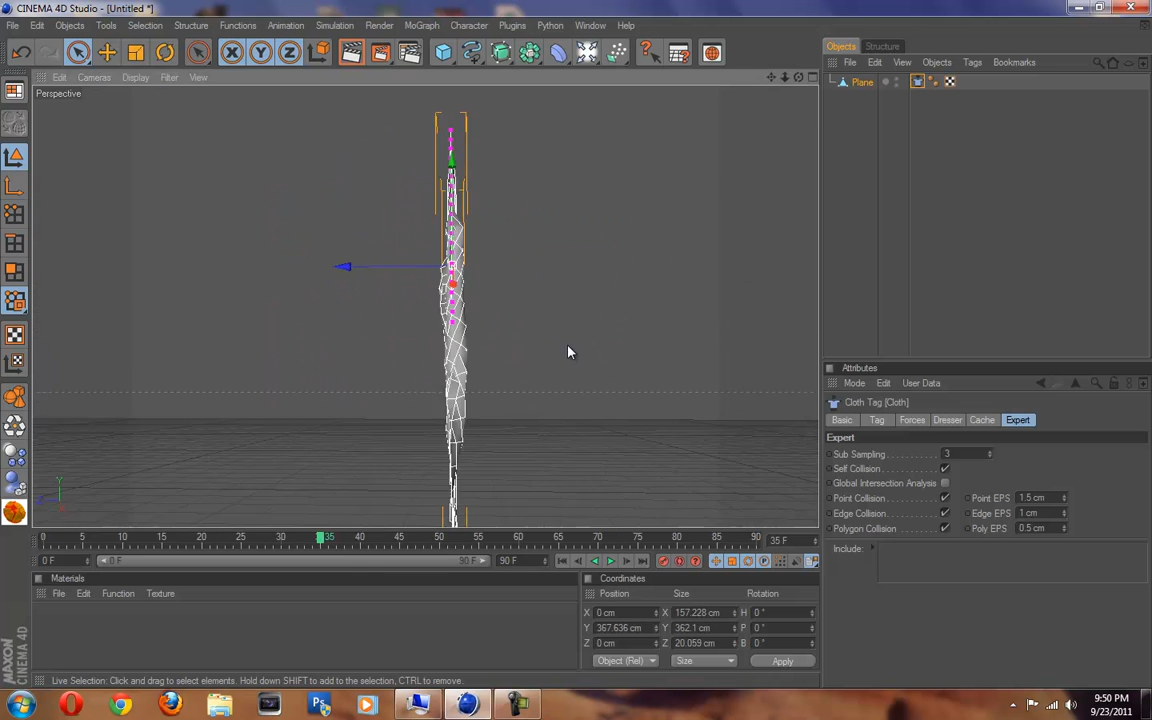 CINEMA 4D Studio - [Untitled *]
File Edit Objects Tools Selection Structure Functions Animation Render Simulation MoGraph Character Plugins Python Window Help
X Y Z
Objects Structure
File Edit View Objects Tags Bookmarks
Plane
Edit Cameras Display Filter View
Perspective
Y
X
Attributes
Mode Edit User Data
Cloth Tag [Cloth]
Basic Tag Forces Dresser Cache Expert
Expert
Sub Sampling 3
Self Collision
Global Intersection Analysis
Point Collision Point EPS 1.5 cm
Edge Collision Edge EPS 1 cm
Polygon Collision Poly EPS 0.5 cm
Include:
0 5 10 15 20 25 30 35 40 45 50 55 60 65 70 75 80 85 90 35 F
0 F 0 F 90 F 90 F
Materials
File Edit Function Texture
Coordinates
Position Size Rotation
X 0 cm X 157.228 cm H 0 °
Y 367.636 cm Y 362.1 cm P 0 °
Z 0 cm Z 20.059 cm B 0 °
Object (Rel) Size Apply
MAXON
CINEMA 4D
Live Selection: Click and drag to select elements. Hold down SHIFT to add to the selection, CTRL to remove.
Ps
9:50 PM
9/23/2011